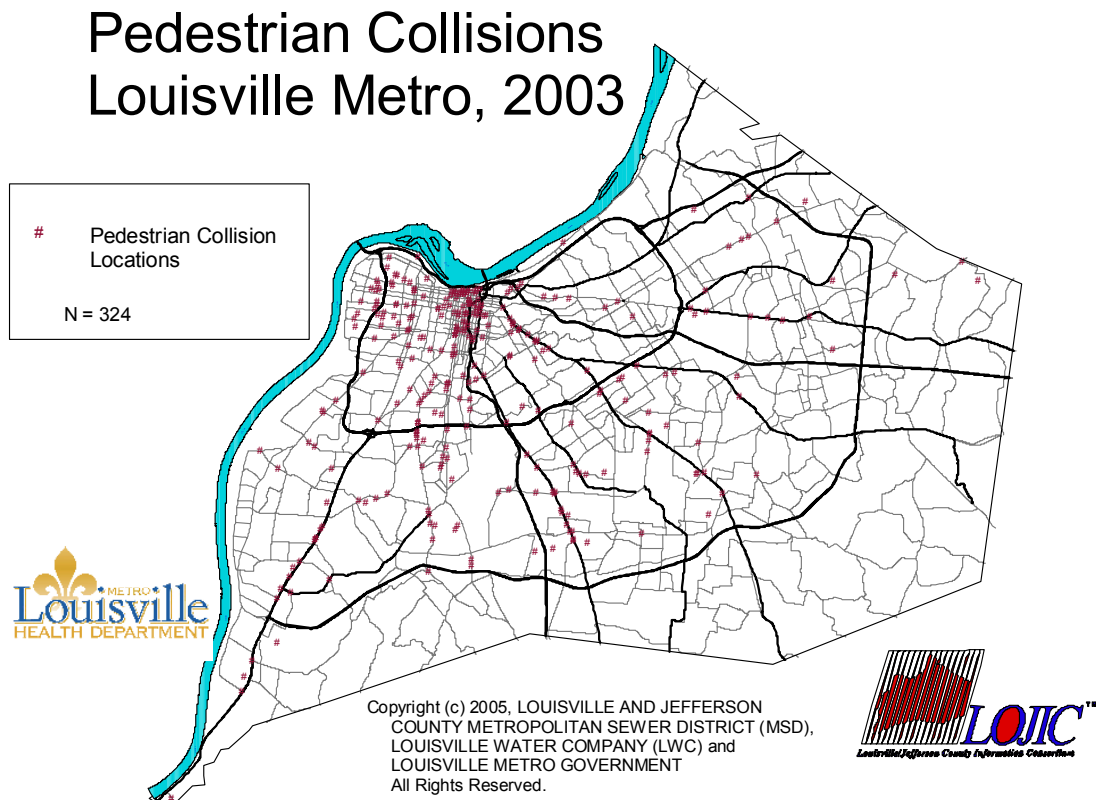 Pedestrian Collisions
Louisville Metro, 2003
# Pedestrian Collision
Locations
N = 324
METRO
Louisville
HEALTH DEPARTMENT
Copyright (c) 2005, LOUISVILLE AND JEFFERSON
COUNTY METROPOLITAN SEWER DISTRICT (MSD),
LOUISVILLE WATER COMPANY (LWC) and
LOUISVILLE METRO GOVERNMENT
All Rights Reserved.
LOJIC™
Louisville/Jefferson County Information Consortium